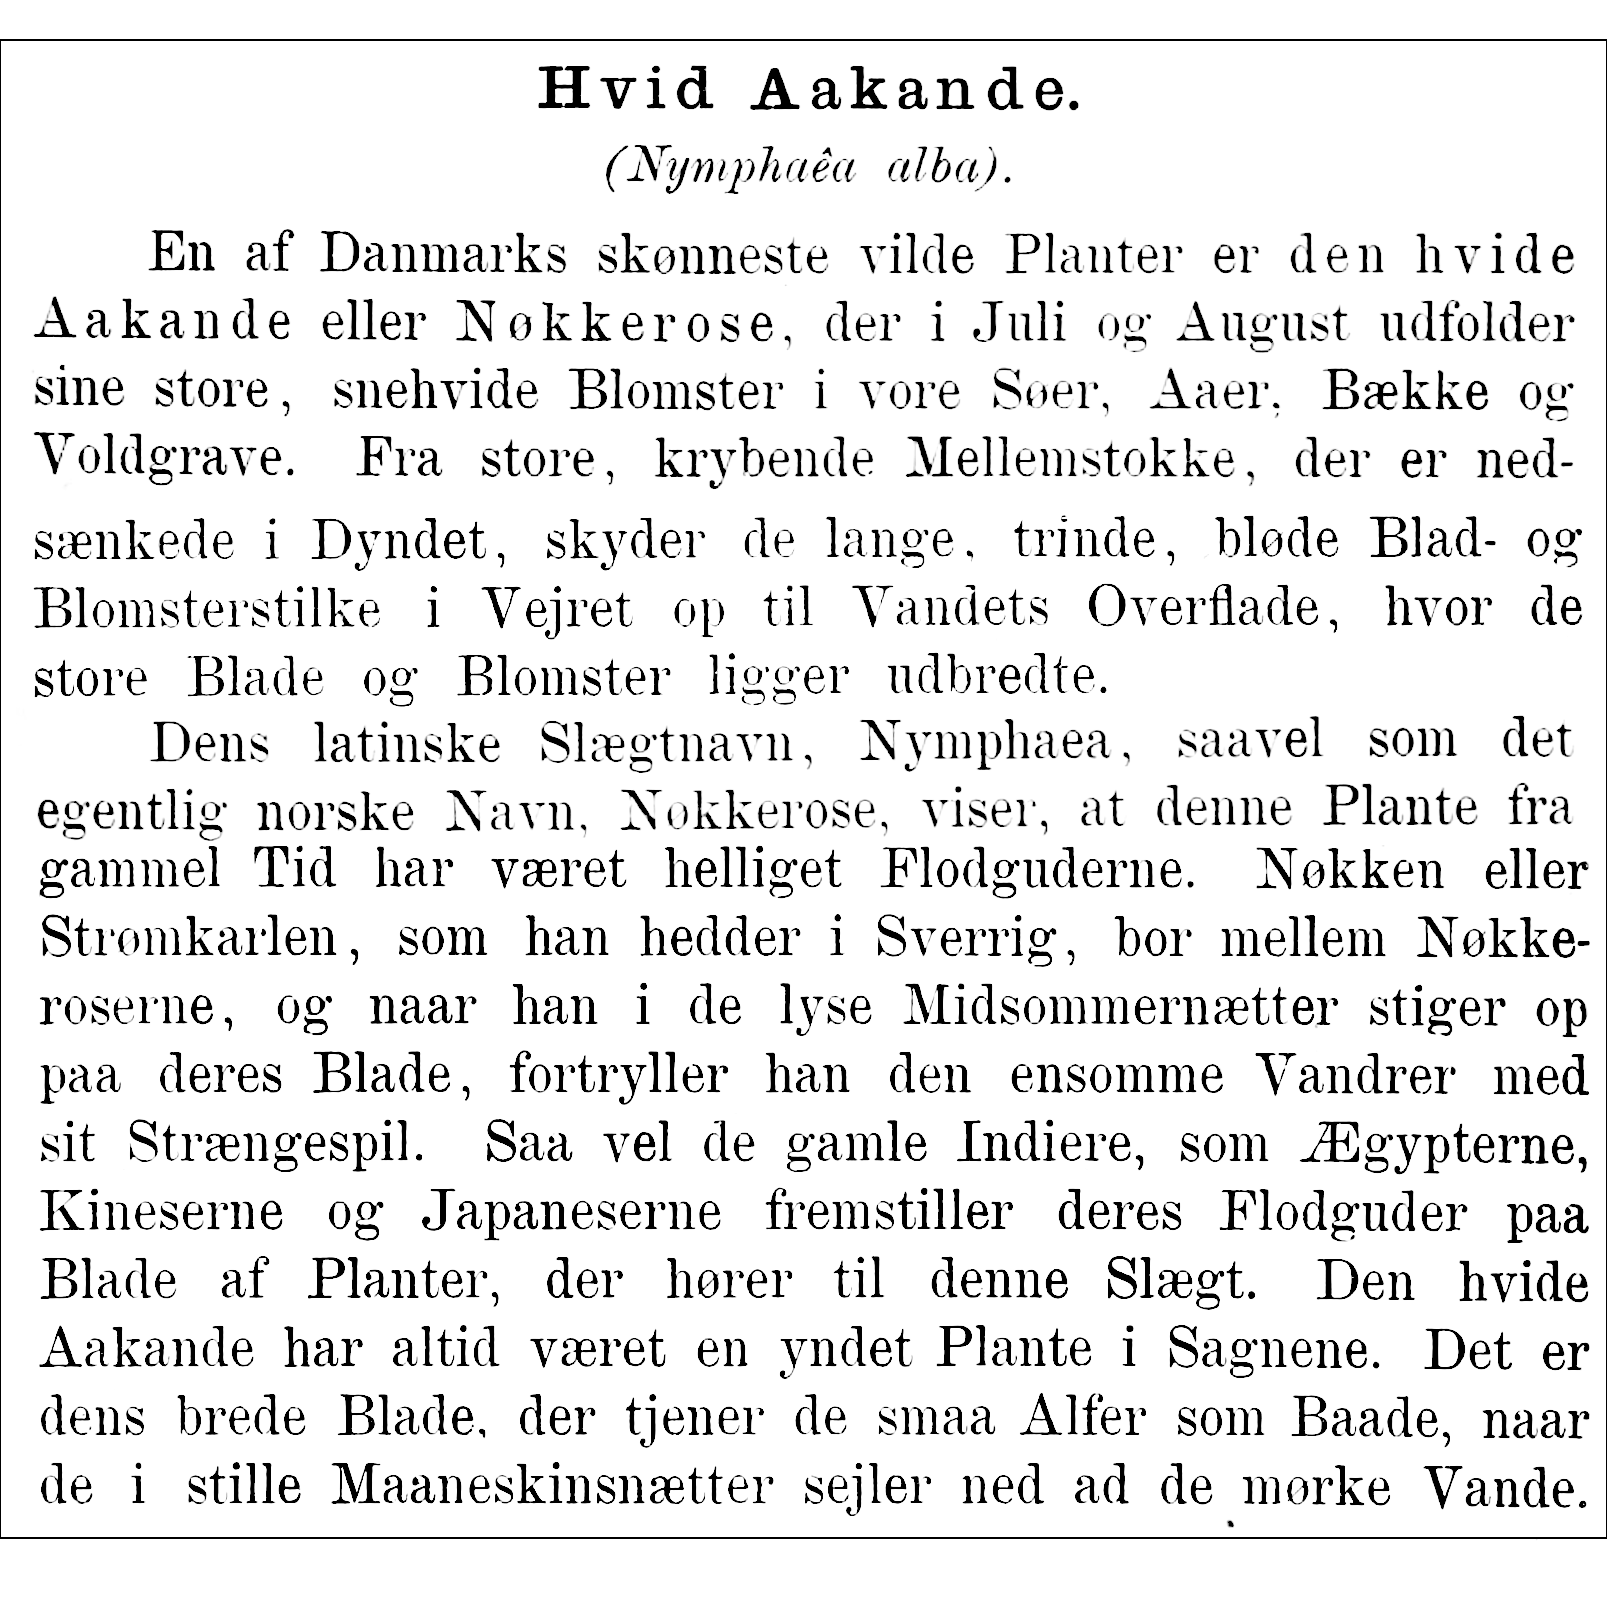 Hvid Aakande.
(Nymphaêa alba).
En af Danmarks skønneste vilde Planter er den hvide
Aakande eller Nøkkerose, der i Juli og August udfolder
sine store, snehvide Blomster i vore Søer, Aaer, Bække og
Voldgrave. Fra store, krybende Mellemstokke, der er ned-
sænkede i Dyndet, skyder de lange, trinde, bløde Blad- og
Blomsterstilke i Vejret op til Vandets Overflade, hvor de
store Blade og Blomster ligger udbredte.
Dens latinske Slægtnavn, Nymphaea, saavel som det
egentlig norske Navn, Nøkkerose, viser, at denne Plante fra
gammel Tid har været helliget Flodguderne. Nøkken eller
Strømkarlen, som han hedder i Sverrig, bor mellem Nøkke-
roserne, og naar han i de lyse Midsommernætter stiger op
paa deres Blade, fortryller han den ensomme Vandrer med
sit Strængespil. Saa vel de gamle Indiere, som Ægypterne,
Kineserne og Japaneserne fremstiller deres Flodguder paa
Blade af Planter, der hører til denne Slægt. Den hvide
Aakande har altid været en yndet Plante i Sagnene. Det er
dens brede Blade, der tjener de smaa Alfer som Baade, naar
de i stille Maaneskinsnætter sejler ned ad de mørke Vande.